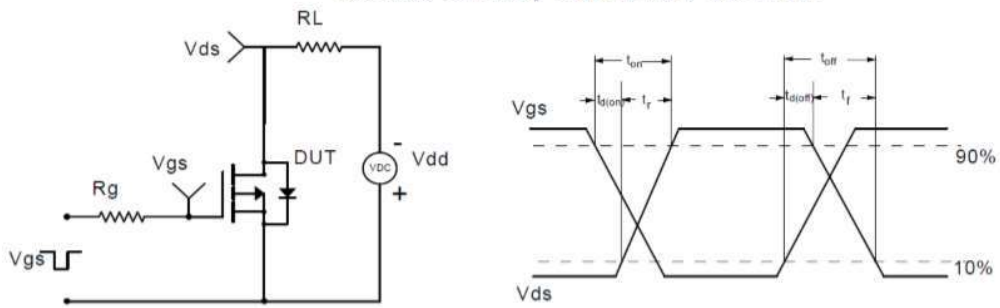 RL
Vds
Vgs
DUT
VDC
-
+
Vdd
Rg
Vgs
ton
toff
td(on)
tr
td(off)
tf
Vgs
90%
10%
Vds